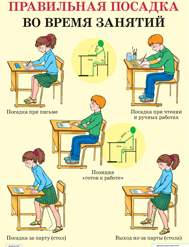 ПРАВИЛЬНАЯ ПОСАДКА
ВО ВРЕМЯ ЗАНЯТИЙ
Посадка при письме
Посадка при чтении
и ручных работах
Позиция
«готов к работе»
Посадка за парту (стол)
Выход из-за парты (стола)